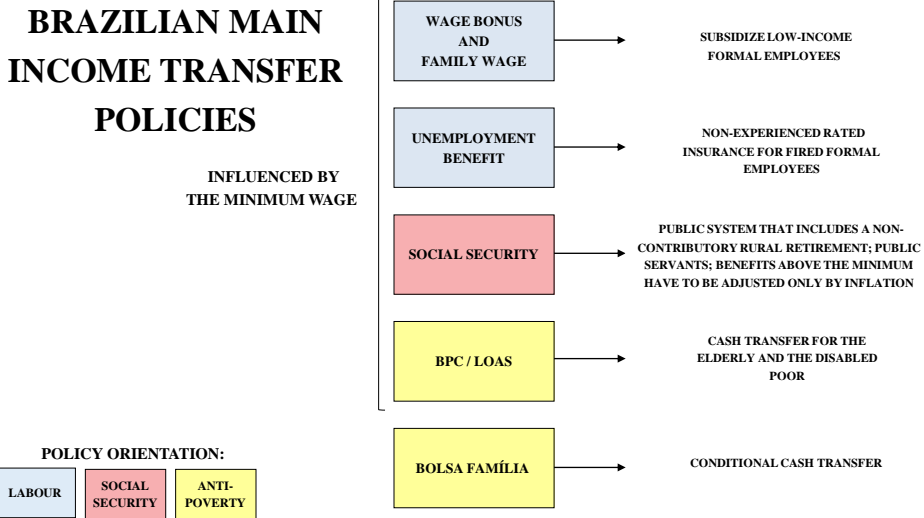 BRAZILIAN MAIN
INCOME TRANSFER
POLICIES
INFLUENCED BY
THE MINIMUM WAGE
WAGE BONUS
AND
FAMILY WAGE
SUBSIDIZE LOW-INCOME
FORMAL EMPLOYEES
UNEMPLOYMENT
BENEFIT
NON-EXPERIENCED RATED
INSURANCE FOR FIRED FORMAL
EMPLOYEES
SOCIAL SECURITY
PUBLIC SYSTEM THAT INCLUDES A NON-
CONTRIBUTORY RURAL RETIREMENT; PUBLIC
SERVANTS; BENEFITS ABOVE THE MINIMUM
HAVE TO BE ADJUSTED ONLY BY INFLATION
BPC / LOAS
CASH TRANSFER FOR THE
ELDERLY AND THE DISABLED
POOR
BOLSA FAMÍLIA
CONDITIONAL CASH TRANSFER
POLICY ORIENTATION:
LABOUR
SOCIAL
SECURITY
ANTI-
POVERTY